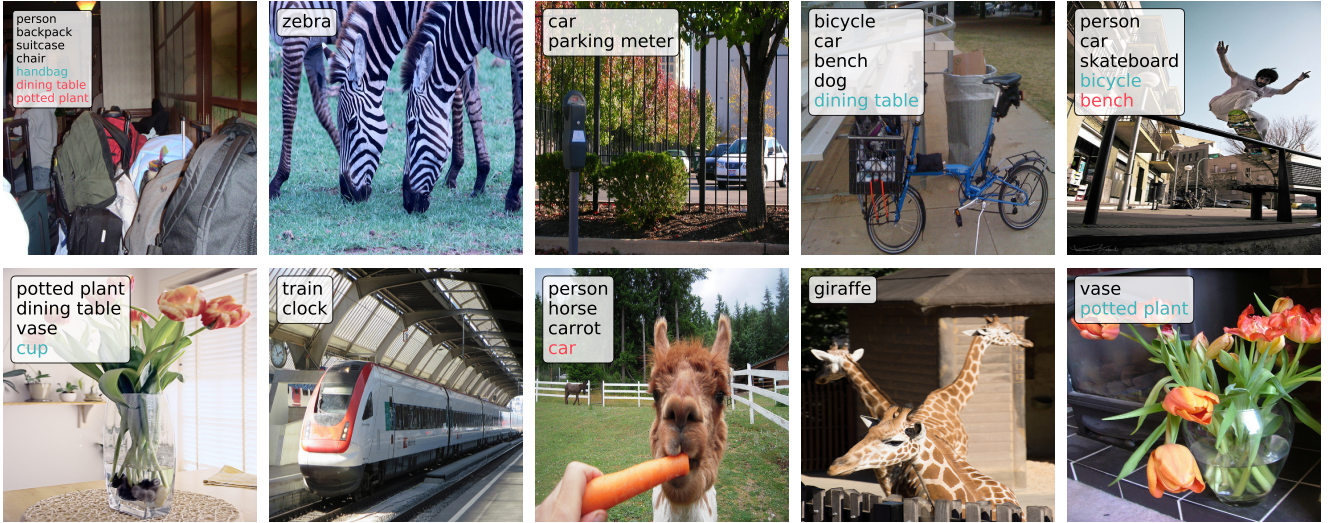 person
backpack
suitcase
chair
handbag
dining table
potted plant
zebra
car
parking meter
bicycle
car
bench
dog
dining table
person
car
skateboard
bicycle
bench
potted plant
dining table
vase
cup
train
clock
person
horse
carrot
car
giraffe
vase
potted plant